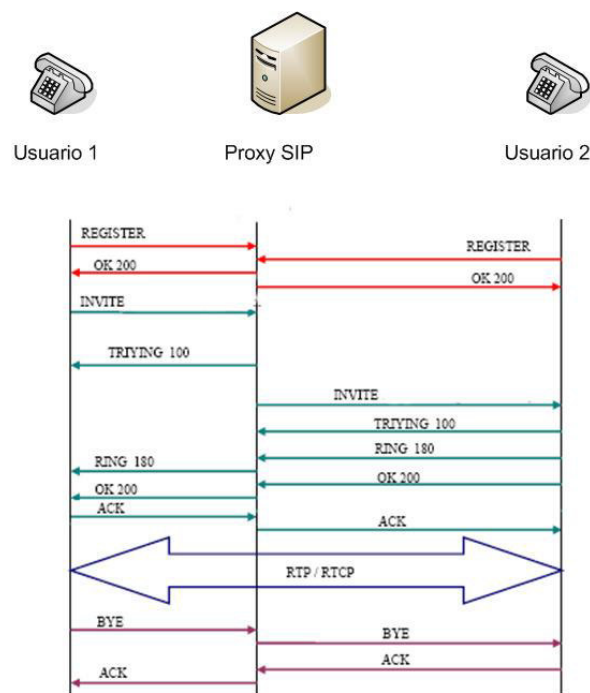 Usuario 1
Proxy SIP
Usuario 2
REGISTER
REGISTER
OK 200
OK 200
INVITE
TRIYING 100
INVITE
TRIYING 100
RING 180
RING 180
OK 200
OK 200
ACK
ACK
RTP / RTCP
BYE
BYE
ACK
ACK